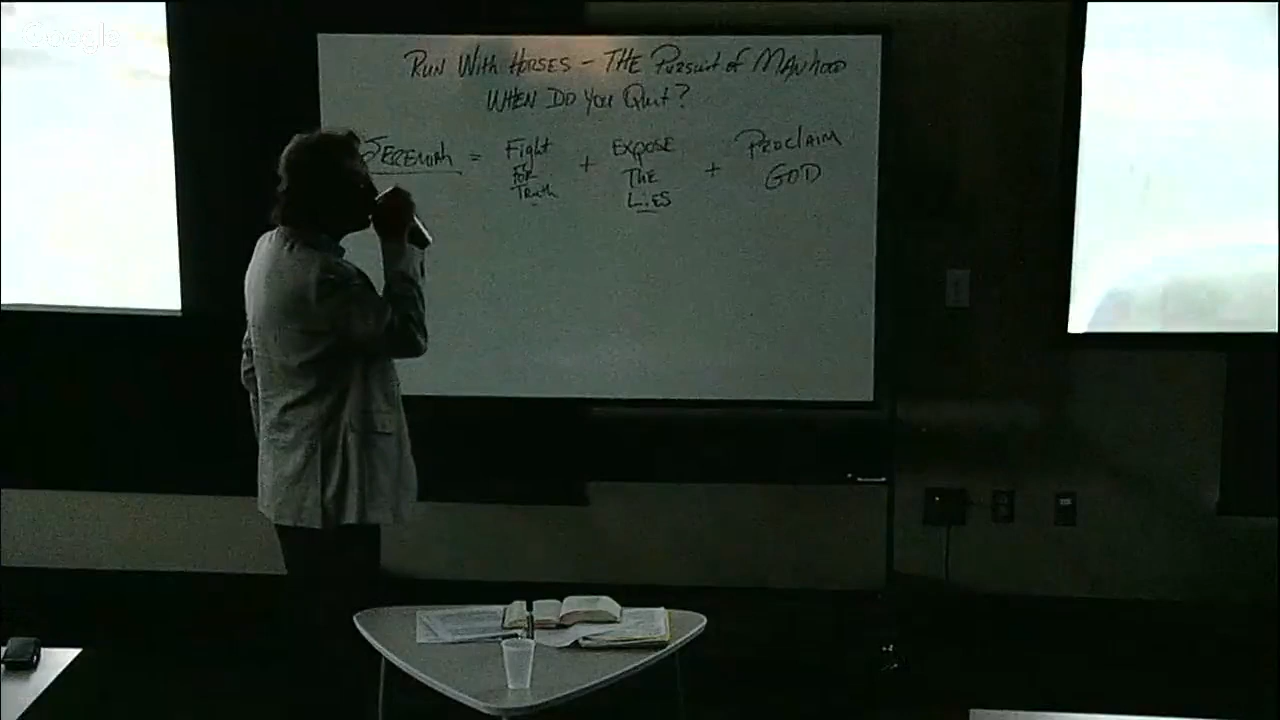 Google
RUN WITH HORSES - THE PURSUIT of MANHOOD
WHEN DO YOU QUIT?
JEREMIAH = Fight + EXPOSE + PROCLAIM
FOR THE GOD
Truth LIES